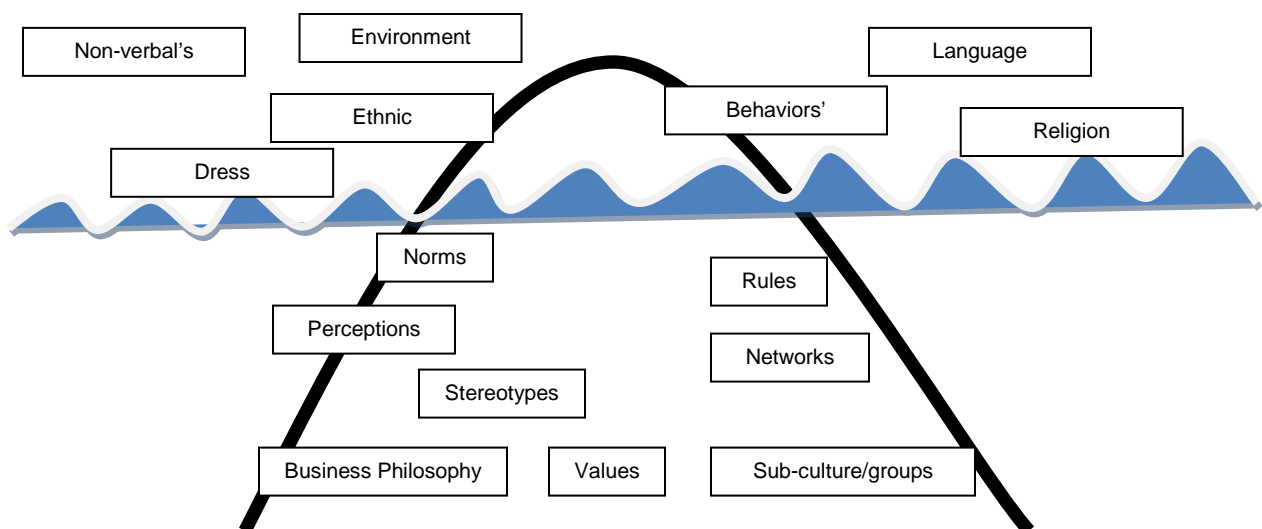 Non-verbal’s
Environment
Language
Ethnic
Behaviors’
Religion
Dress
Norms
Rules
Perceptions
Networks
Stereotypes
Business Philosophy
Values
Sub-culture/groups